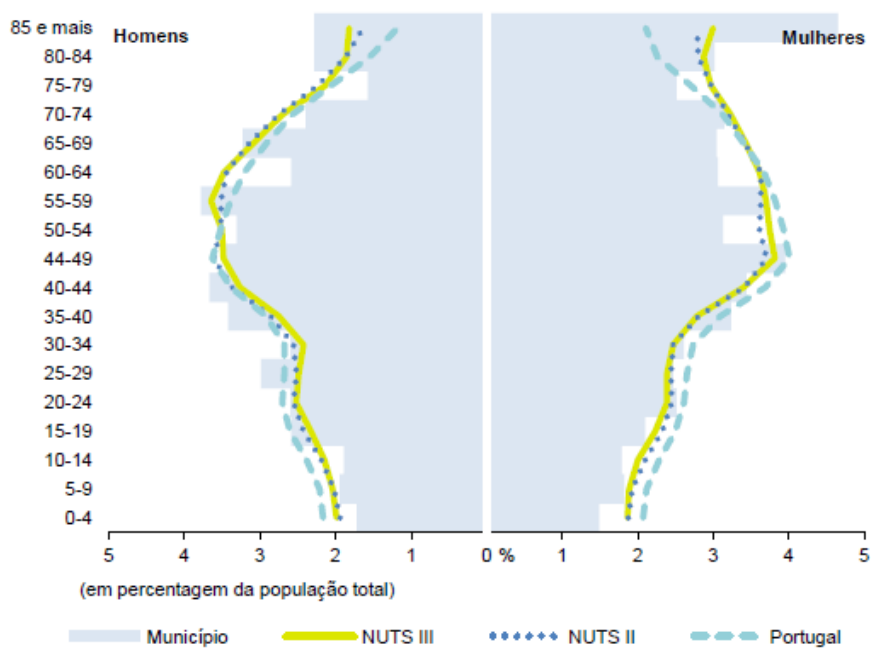 85 e mais
Homens
Mulheres
80-84
75-79
70-74
65-69
60-64
55-59
50-54
44-49
40-44
35-40
30-34
25-29
20-24
15-19
10-14
5-9
0-4
5 4 3 2 1 0 % 1 2 3 4 5
(em percentagem da população total)
Município NUTS III NUTS II Portugal